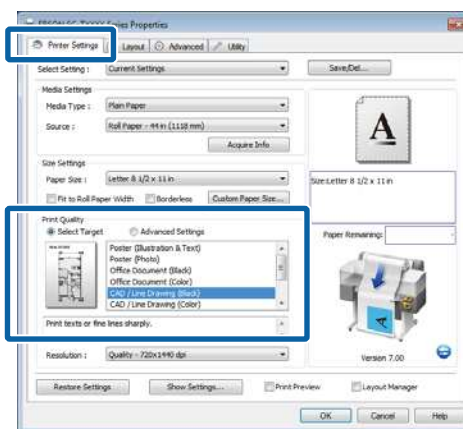 EPSON SC-TXXXX Series Properties
Printer Settings Layout Advanced Utility
Select Setting : Current Settings Save/Del...
Media Settings
Media Type : Plain Paper
Source : Roll Paper - 44 in (1118 mm)
Acquire Info
A
Size Settings
Paper Size : Letter 8 1/2 x 11 in
Size:Letter 8 1/2 x 11 in
Fit to Roll Paper Width Borderless Custom Paper Size...
Print Quality
Select Target Advanced Settings
Paper Remaining: -
Poster (Illustration & Text)
Poster (Photo)
Office Document (Black)
Office Document (Color)
CAD / Line Drawing (Black)
CAD / Line Drawing (Color)
Print texts or fine lines sharply.
Resolution : Quality - 720x1440 dpi
Version 7.00
Restore Settings Show Settings... Print Preview Layout Manager
OK Cancel Help